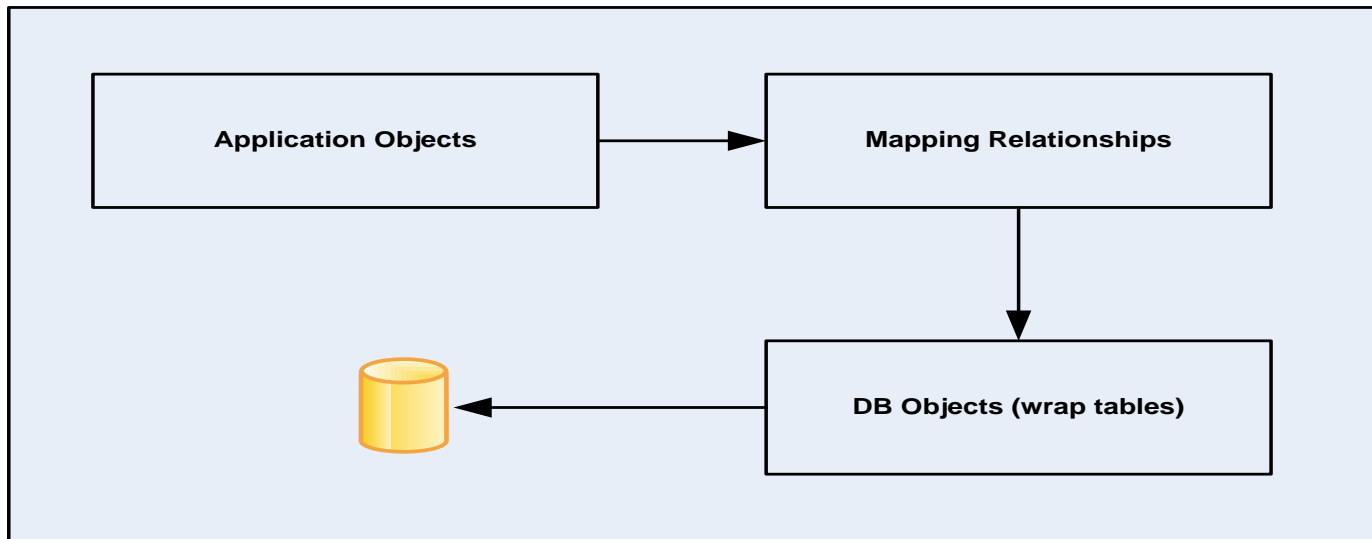 Application Objects
Mapping Relationships
DB Objects (wrap tables)